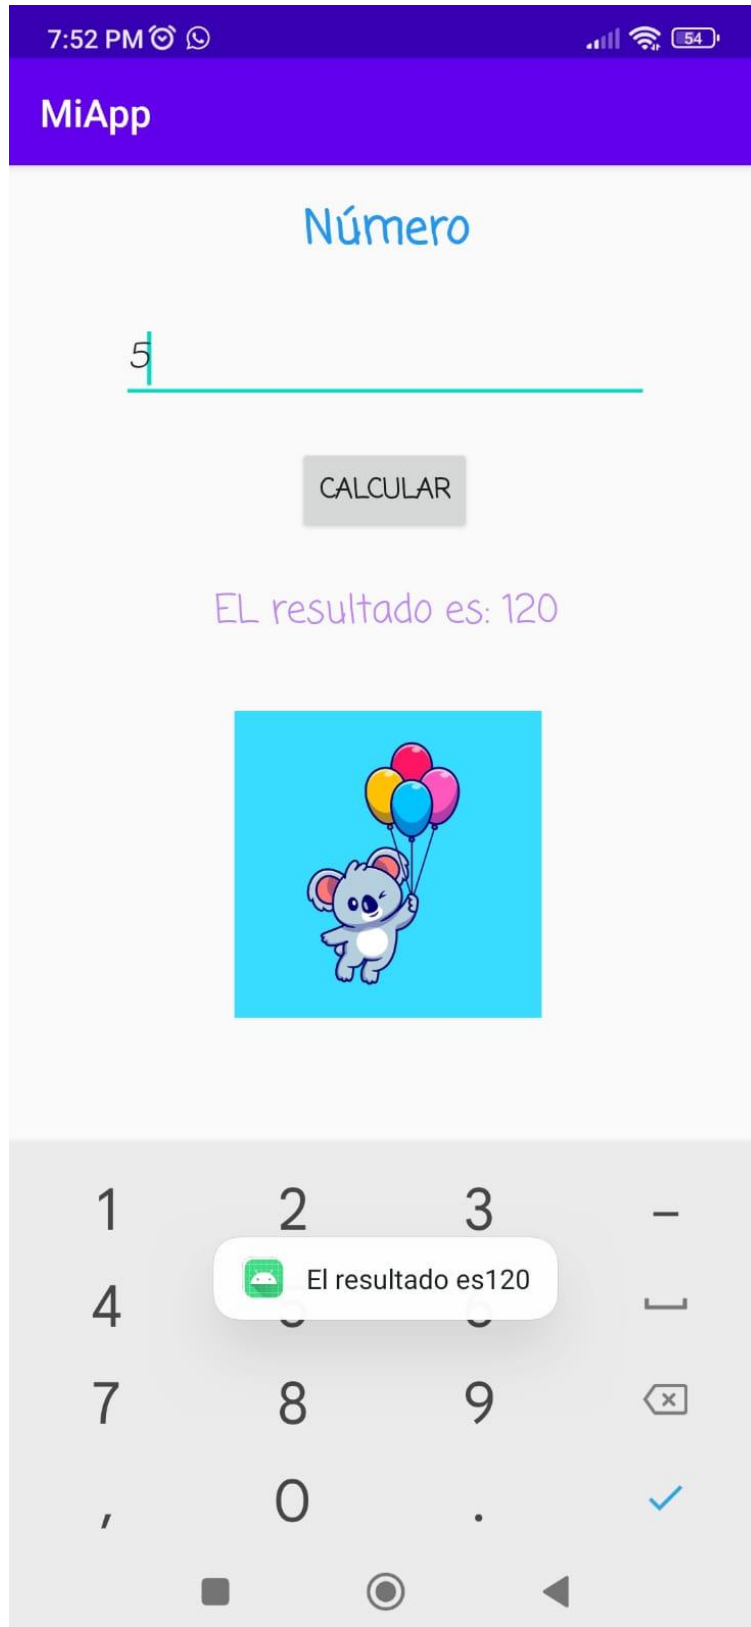 7:52 PM 54
MiApp
Número
5
CALCULAR
EL resultado es: 120
1 2 3 -
El resultado es120
4
7 8 9
, 0 .